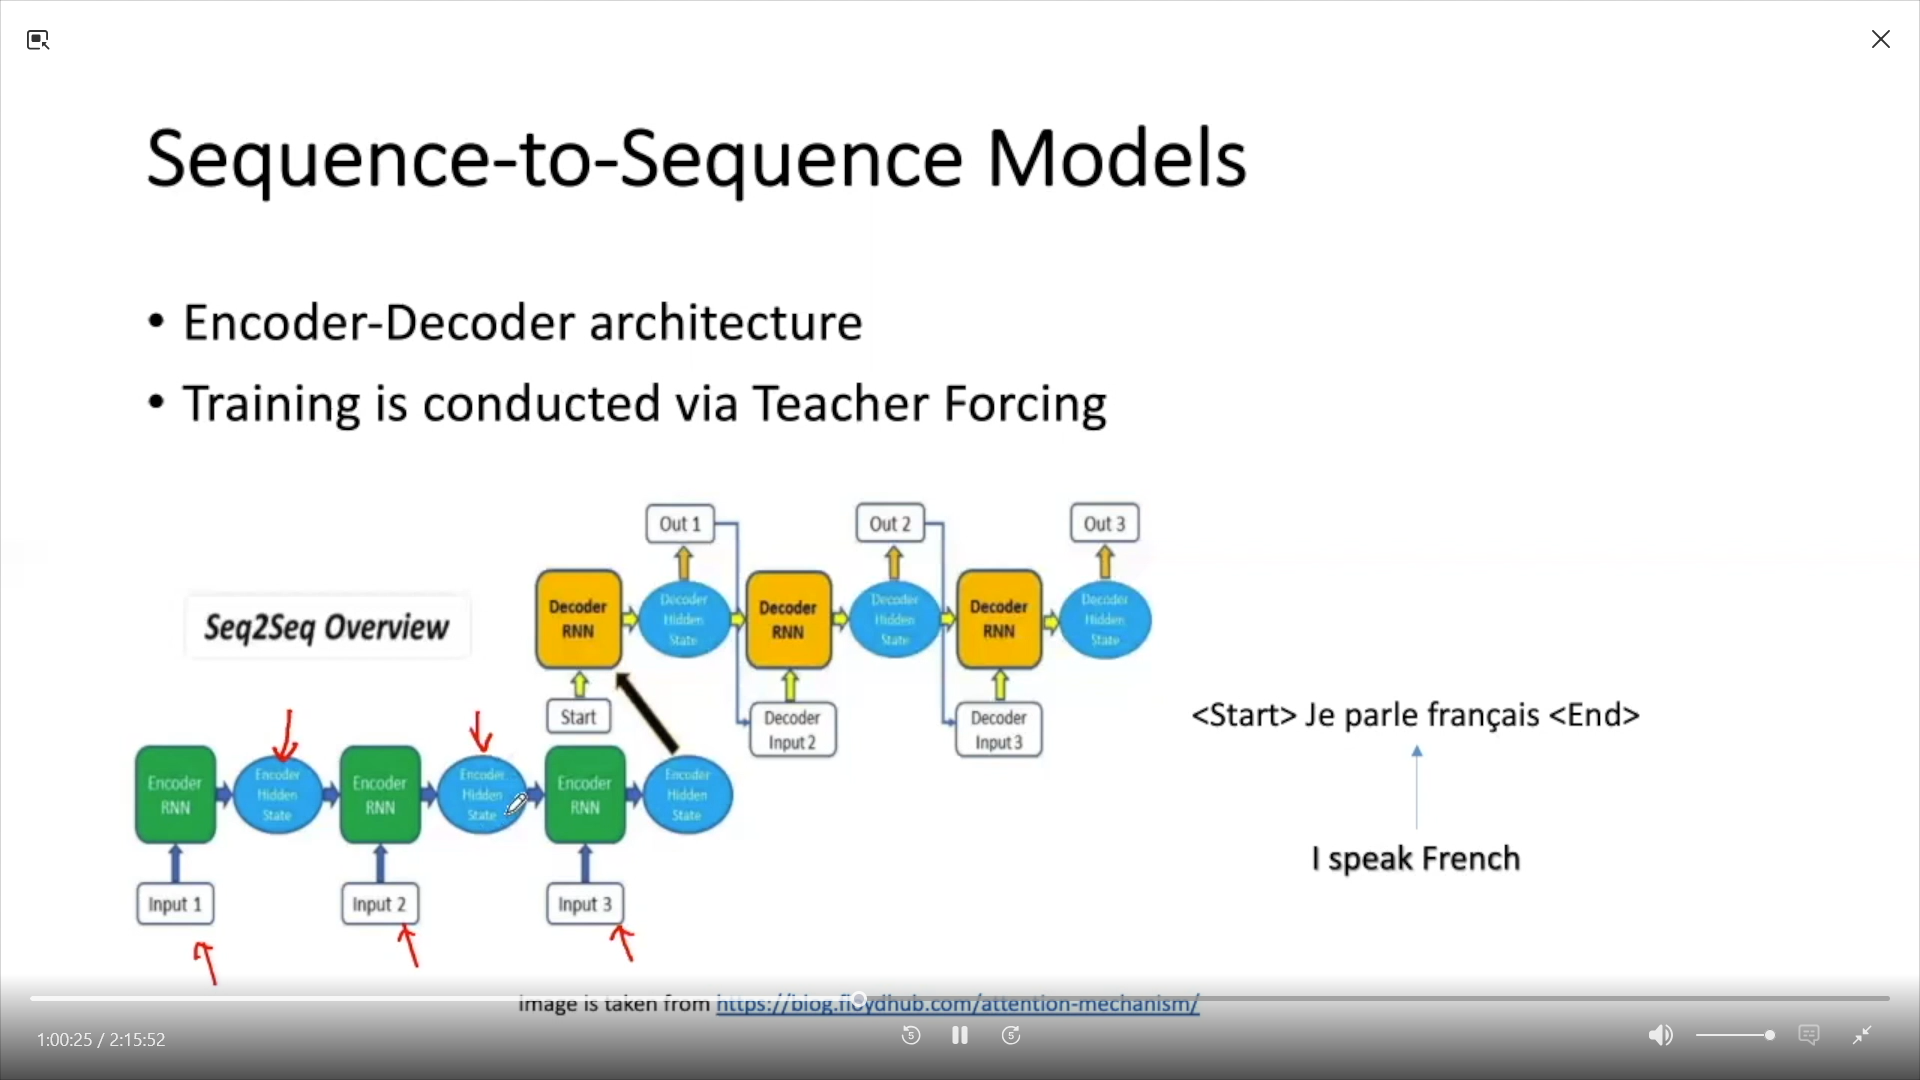 Sequence-to-Sequence Models
• Encoder-Decoder architecture
• Training is conducted via Teacher Forcing
Out 1
Out 2
Out 3
Seq2Seq Overview
Decoder
RNN
Decoder
Hidden
State
Decoder
RNN
Decoder
Hidden
State
Decoder
RNN
Decoder
Hidden
State
Start
Decoder
Input 2
Decoder
Input 3
<Start> Je parle français <End>
Encoder
RNN
Encoder
Hidden
State
Encoder
RNN
Encoder
Hidden
State
Encoder
RNN
Encoder
Hidden
State
I speak French
Input 1
Input 2
Input 3
Image is taken from https://blog.floydhub.com/attention-mechanism/
1:00:25 / 2:15:52
5
5